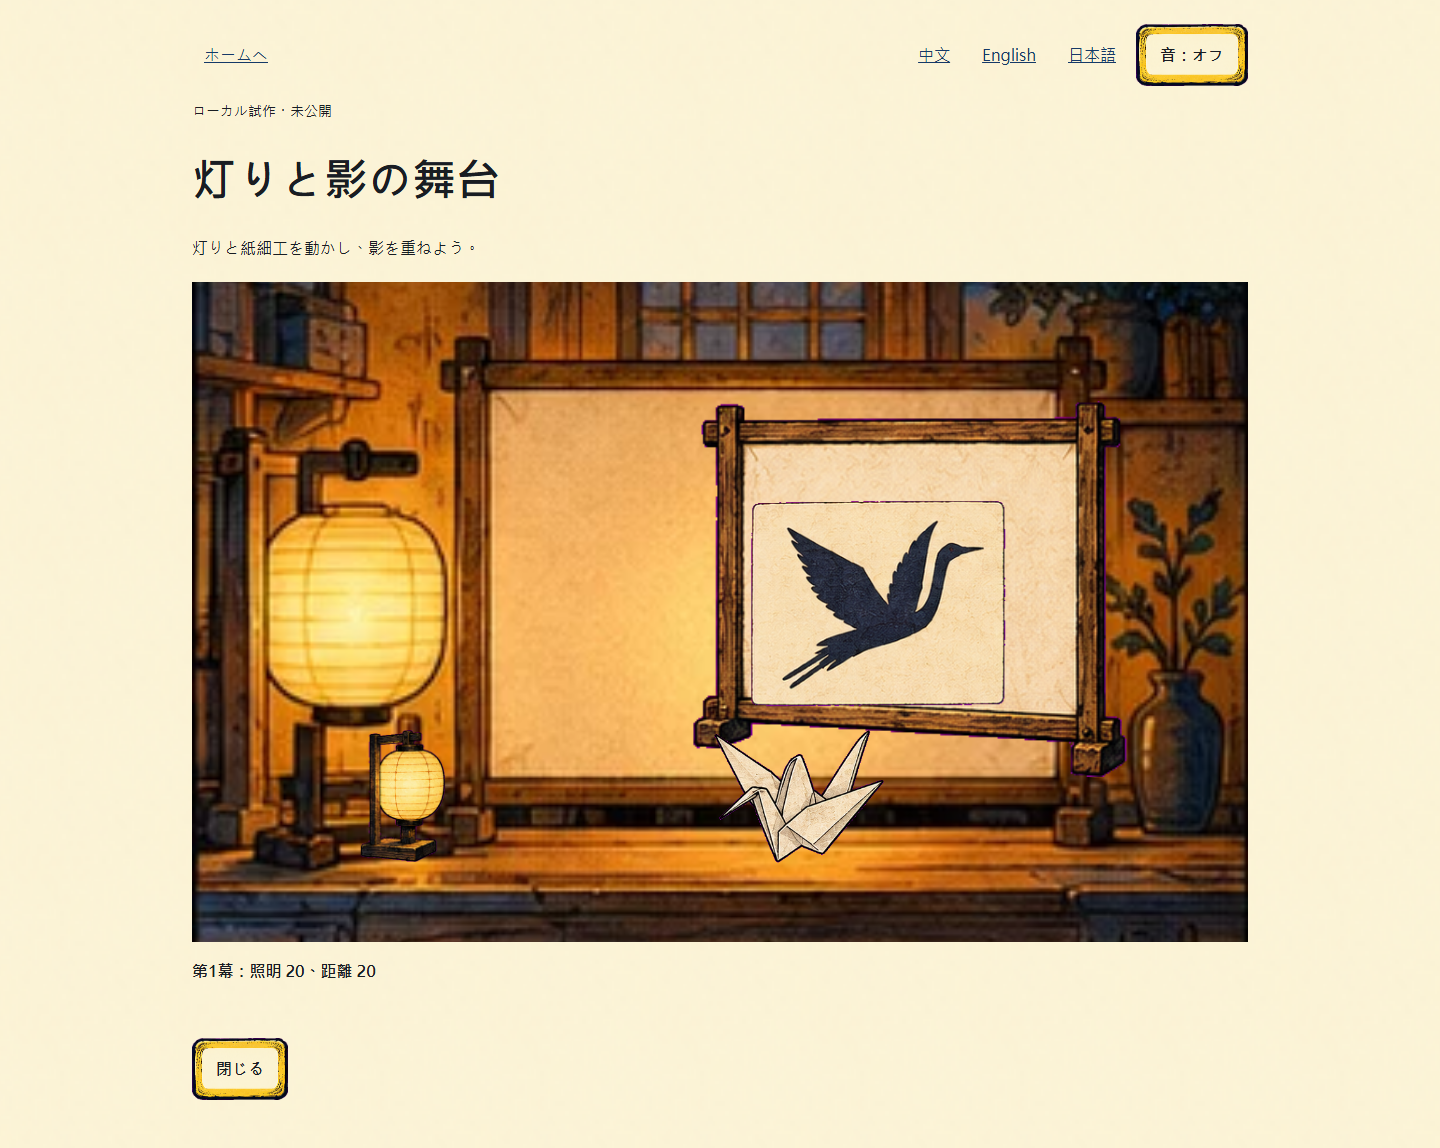 ホームへ
中文 English 日本語 音：オフ
ローカル試作・未公開
灯りと影の舞台
灯りと紙細工を動かし、影を重ねよう。
第1幕：照明 20、距離 20
閉じる